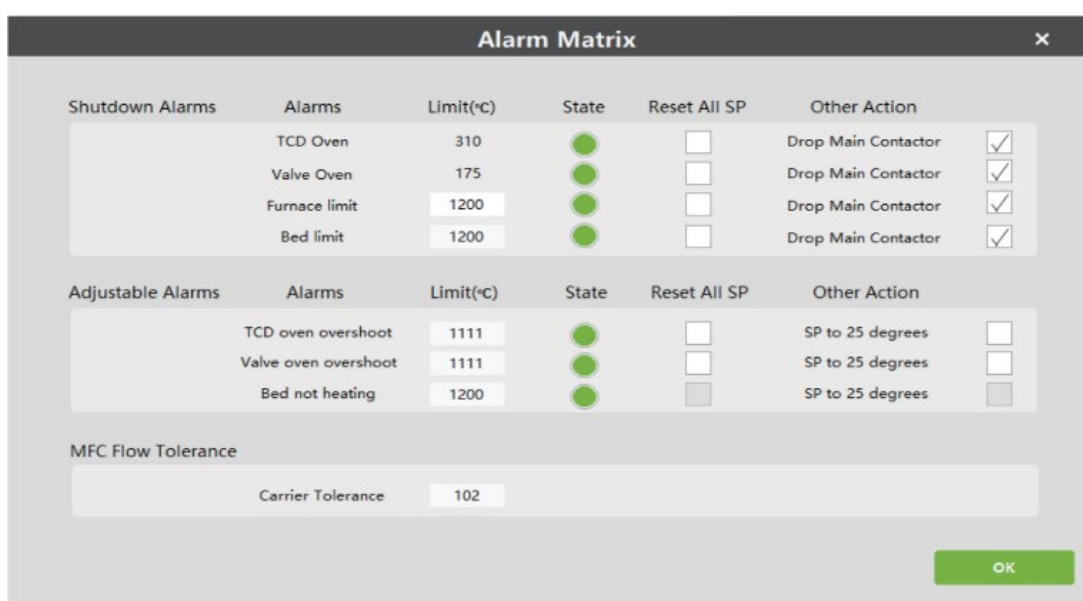 Alarm Matrix ×
Shutdown Alarms Alarms Limit(°C) State Reset All SP Other Action
TCD Oven 310 Drop Main Contactor
Valve Oven 175 Drop Main Contactor
Furnace limit 1200 Drop Main Contactor
Bed limit 1200 Drop Main Contactor
Adjustable Alarms Alarms Limit(°C) State Reset All SP Other Action
TCD oven overshoot 1111 SP to 25 degrees
Valve oven overshoot 1111 SP to 25 degrees
Bed not heating 1200 SP to 25 degrees
MFC Flow Tolerance
Carrier Tolerance 102
OK